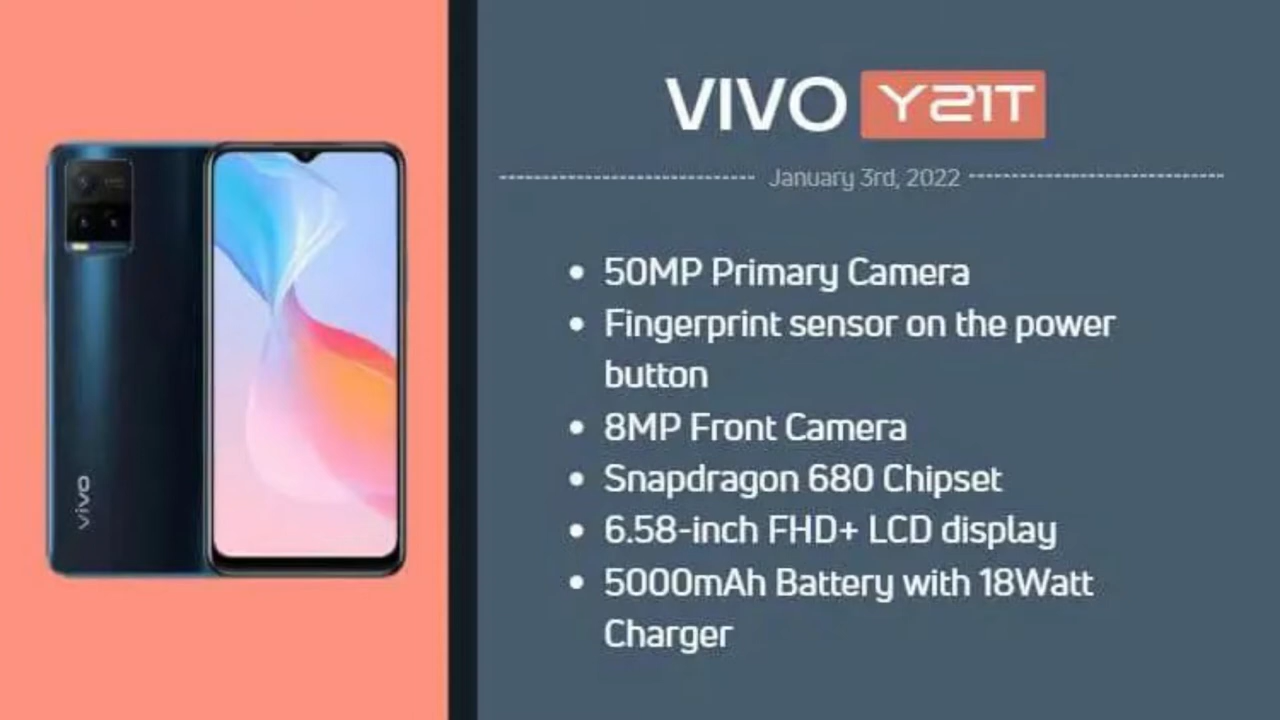 VIVO Y21T
January 3rd, 2022
• 50MP Primary Camera
• Fingerprint sensor on the power
button
• 8MP Front Camera
• Snapdragon 680 Chipset
• 6.58-inch FHD+ LCD display
• 5000mAh Battery with 18Watt
Charger
vivo